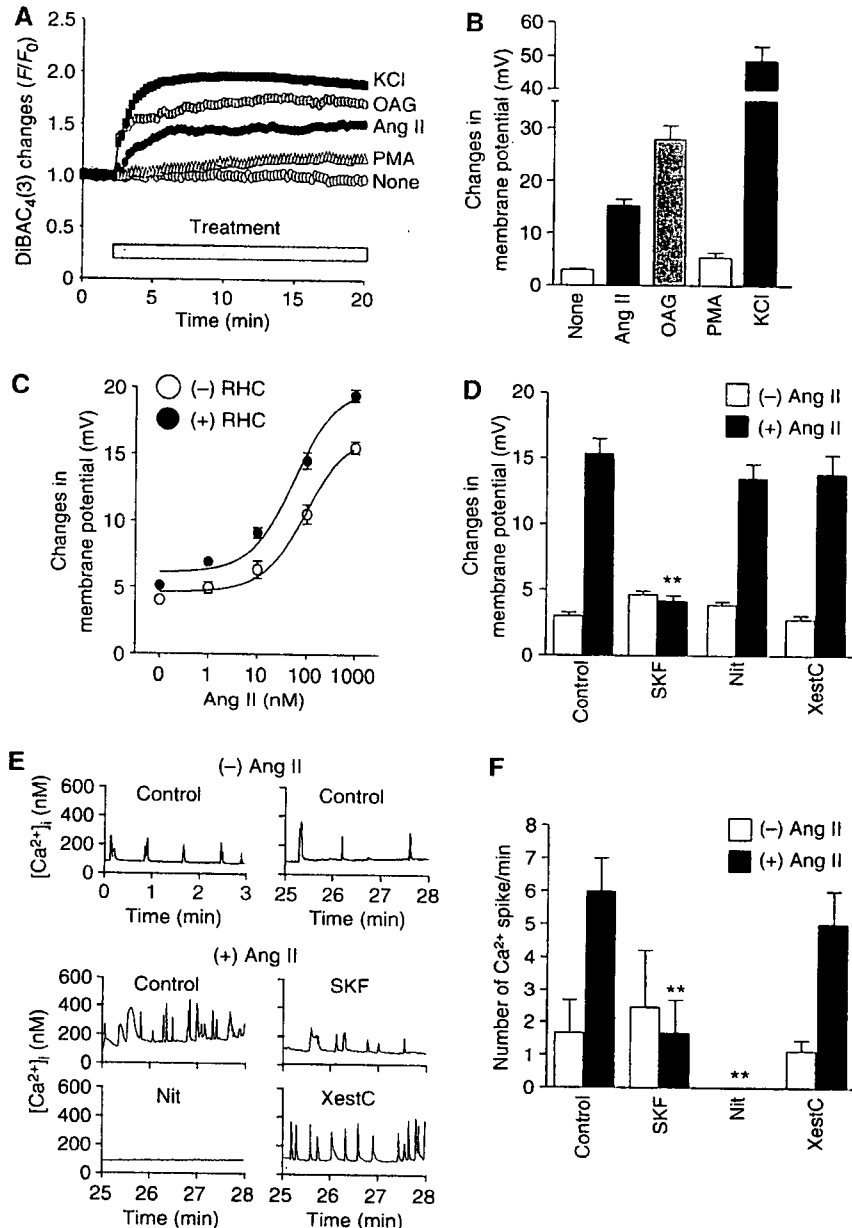 A
DiBAC4(3) changes (F/F0)
2.5
2.0
1.5
1.0
0.5
0
KCl
OAG
Ang II
PMA
None
Treatment
0 5 10 15 20
Time (min)
B
Changes in
membrane potential (mV)
60
50
40
30
20
10
0
None
Ang II
OAG
PMA
KCl
C
Changes in
membrane potential (mV)
20
15
10
5
0
(−) RHC
(+) RHC
0 1 10 100 1000
Ang II (nM)
D
Changes in
membrane potential (mV)
20
15
10
5
0
(−) Ang II
(+) Ang II
**
Control
SKF
Nit
XestC
E
(−) Ang II
[Ca2+]i (nM)
600
400
200
0
Control
0 1 2 3
Time (min)
Control
25 26 27 28
Time (min)
(+) Ang II
[Ca2+]i (nM)
600
400
200
0
Control
SKF
600
400
200
0
Nit
25 26 27 28
Time (min)
XestC
25 26 27 28
Time (min)
F
Number of Ca2+ spike/min
8
7
6
5
4
3
2
1
0
(−) Ang II
(+) Ang II
**
**
Control
SKF
Nit
XestC